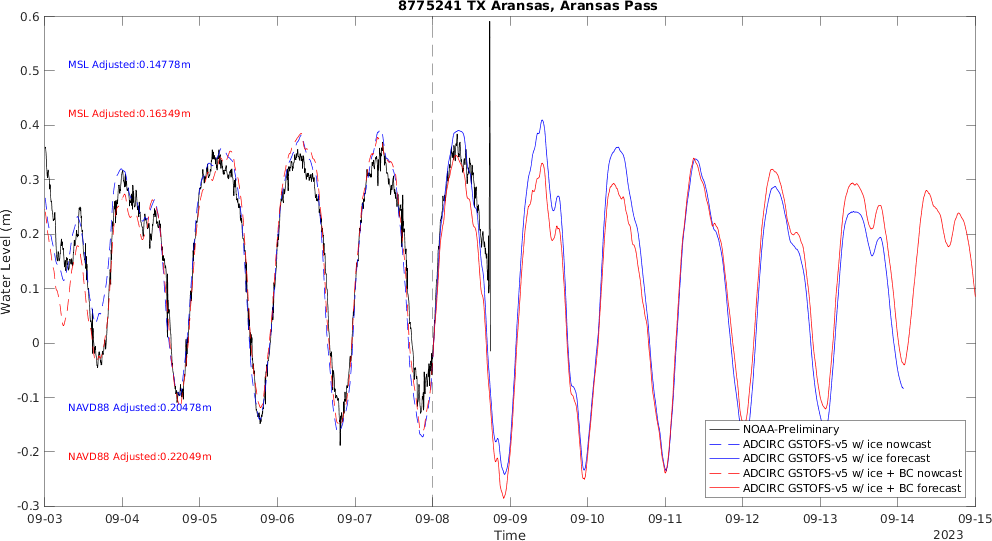 8775241 TX Aransas, Aransas Pass
0.6
0.5
0.4
0.3
0.2
0.1
0
-0.1
-0.2
-0.3
Water Level (m)
MSL Adjusted:0.14778m
MSL Adjusted:0.16349m
NAVD88 Adjusted:0.20478m
NAVD88 Adjusted:0.22049m
NOAA-Preliminary
ADCIRC GSTOFS-v5 w/ ice nowcast
ADCIRC GSTOFS-v5 w/ ice forecast
ADCIRC GSTOFS-v5 w/ ice + BC nowcast
ADCIRC GSTOFS-v5 w/ ice + BC forecast
09-03 09-04 09-05 09-06 09-07 09-08 09-09 09-10 09-11 09-12 09-13 09-14 09-15
Time
2023